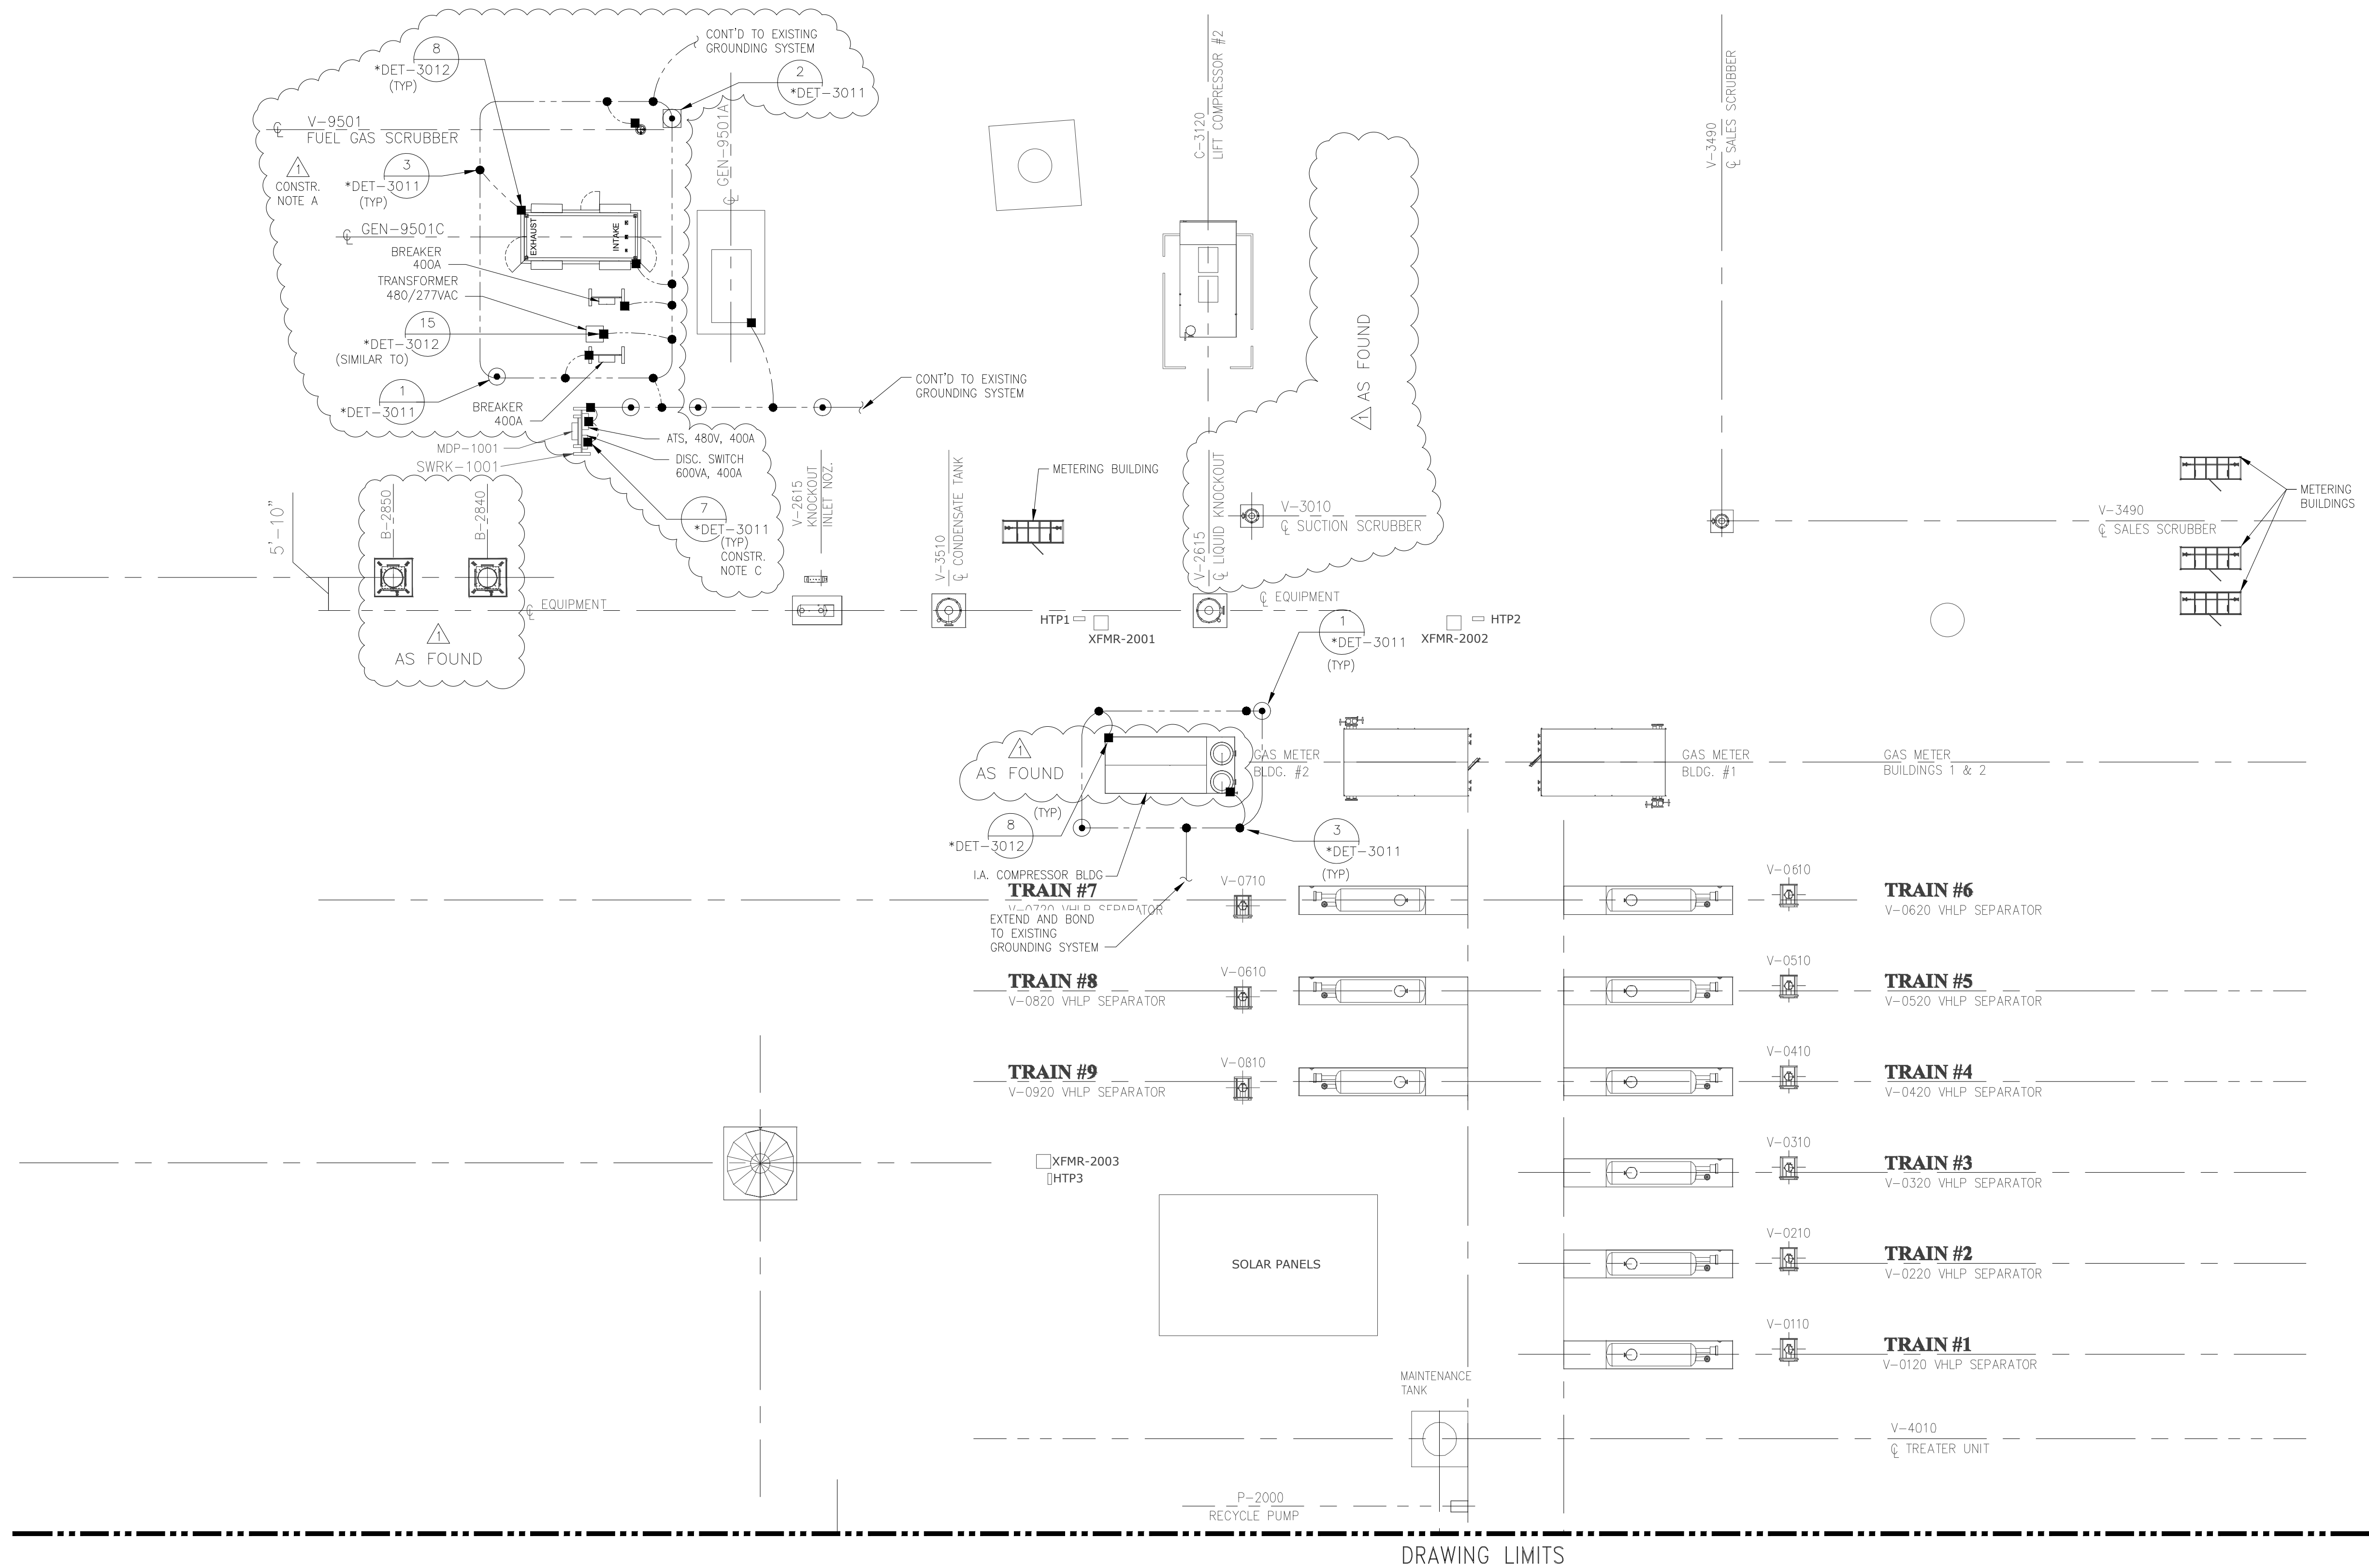 CONT'D TO EXISTING
GROUNDING SYSTEM
8
*DET-3012
(TYP)
2
*DET-3011
V-9501
℄ FUEL GAS SCRUBBER
1
CONSTR.
NOTE A
3
*DET-3011
(TYP)
℄ GEN-9501C
EXHAUST
INTAKE
℄ GEN-9501A
BREAKER
400A
TRANSFORMER
480/277VAC
15
*DET-3012
(SIMILAR TO)
1
*DET-3011
BREAKER
400A
CONT'D TO EXISTING
GROUNDING SYSTEM
MDP-1001
SWRK-1001
ATS, 480V, 400A
DISC. SWITCH
600VA, 400A
7
*DET-3011
(TYP)
CONSTR.
NOTE C
5'-10"
B-2850
B-2840
1
AS FOUND
℄ EQUIPMENT
V-2615
KNOCKOUT
INLET NOZ.
V-3510
℄ CONDENSATE TANK
METERING BUILDING
C-3120
LIFT COMPRESSOR #2
1 AS FOUND
V-2615
℄ LIQUID KNOCKOUT
V-3010
℄ SUCTION SCRUBBER
V-3490
℄ SALES SCRUBBER
V-3490
℄ SALES SCRUBBER
METERING
BUILDINGS
℄ EQUIPMENT
HTP1
XFMR-2001
1
*DET-3011
(TYP)
XFMR-2002
HTP2
1
AS FOUND
GAS METER
BLDG. #2
GAS METER
BLDG. #1
GAS METER
BUILDINGS 1 & 2
(TYP)
8
*DET-3012
3
*DET-3011
(TYP)
I.A. COMPRESSOR BLDG
TRAIN #7
V-0720 VHLP SEPARATOR
EXTEND AND BOND
TO EXISTING
GROUNDING SYSTEM
V-0710
V-0610
TRAIN #6
V-0620 VHLP SEPARATOR
TRAIN #8
V-0820 VHLP SEPARATOR
V-0610
V-0510
TRAIN #5
V-0520 VHLP SEPARATOR
TRAIN #9
V-0920 VHLP SEPARATOR
V-0810
V-0410
TRAIN #4
V-0420 VHLP SEPARATOR
XFMR-2003
HTP3
V-0310
TRAIN #3
V-0320 VHLP SEPARATOR
SOLAR PANELS
V-0210
TRAIN #2
V-0220 VHLP SEPARATOR
V-0110
TRAIN #1
V-0120 VHLP SEPARATOR
MAINTENANCE
TANK
V-4010
℄ TREATER UNIT
P-2000
RECYCLE PUMP
DRAWING LIMITS